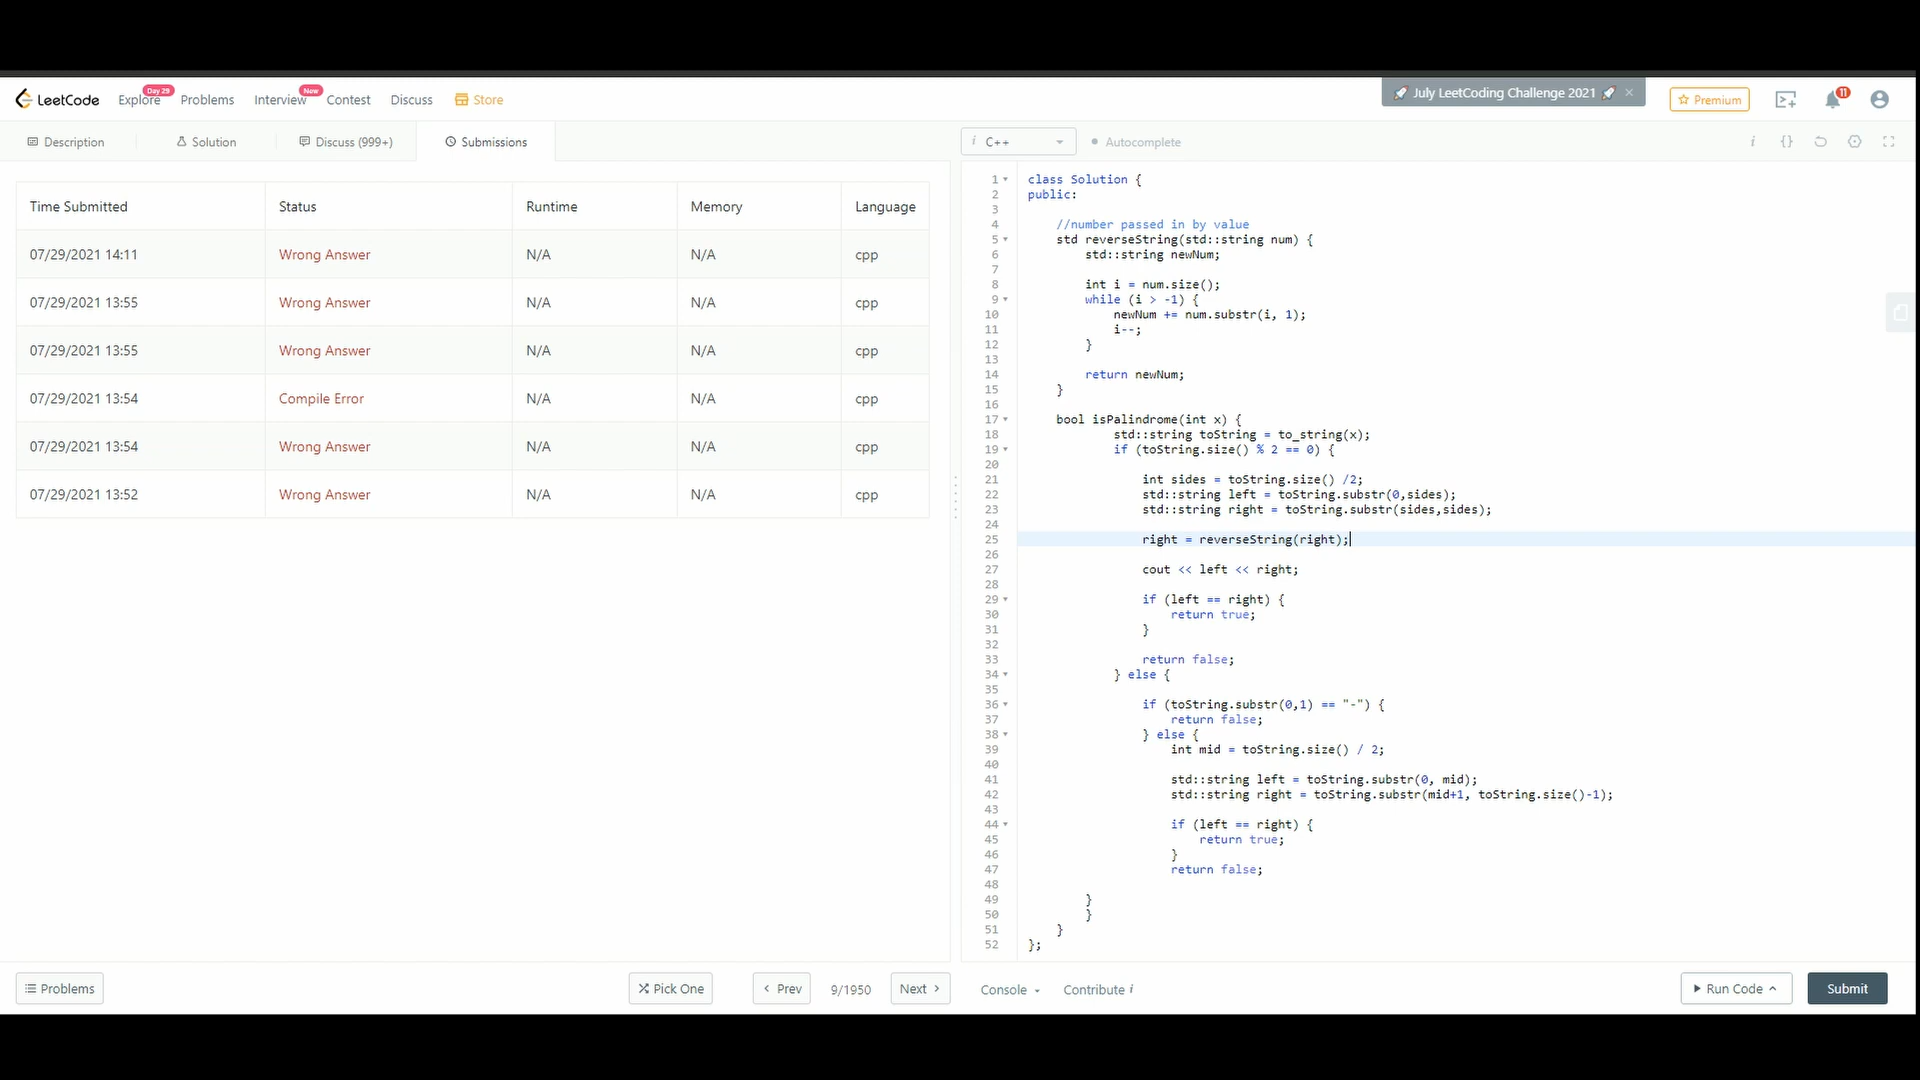 LeetCode Explore Day 29 Problems Interview New Contest Discuss Store July LeetCoding Challenge 2021 × Premium 11
Description Solution Discuss (999+) Submissions i C++ Autocomplete i {}
Time Submitted Status Runtime Memory Language
07/29/2021 14:11 Wrong Answer N/A N/A cpp
07/29/2021 13:55 Wrong Answer N/A N/A cpp
07/29/2021 13:55 Wrong Answer N/A N/A cpp
07/29/2021 13:54 Compile Error N/A N/A cpp
07/29/2021 13:54 Wrong Answer N/A N/A cpp
07/29/2021 13:52 Wrong Answer N/A N/A cpp
1 class Solution {
2 public:
3
4 //number passed in by value
5 std reverseString(std::string num) {
6 std::string newNum;
7
8 int i = num.size();
9 while (i > -1) {
10 newNum += num.substr(i, 1);
11 i--;
12 }
13
14 return newNum;
15 }
16
17 bool isPalindrome(int x) {
18 std::string toString = to_string(x);
19 if (toString.size() % 2 == 0) {
20
21 int sides = toString.size() /2;
22 std::string left = toString.substr(0,sides);
23 std::string right = toString.substr(sides,sides);
24
25 right = reverseString(right);
26
27 cout << left << right;
28
29 if (left == right) {
30 return true;
31 }
32
33 return false;
34 } else {
35
36 if (toString.substr(0,1) == "-") {
37 return false;
38 } else {
39 int mid = toString.size() / 2;
40
41 std::string left = toString.substr(0, mid);
42 std::string right = toString.substr(mid+1, toString.size()-1);
43
44 if (left == right) {
45 return true;
46 }
47 return false;
48
49 }
50 }
51 }
52 };
Problems Pick One Prev 9/1950 Next Console Contribute i Run Code Submit